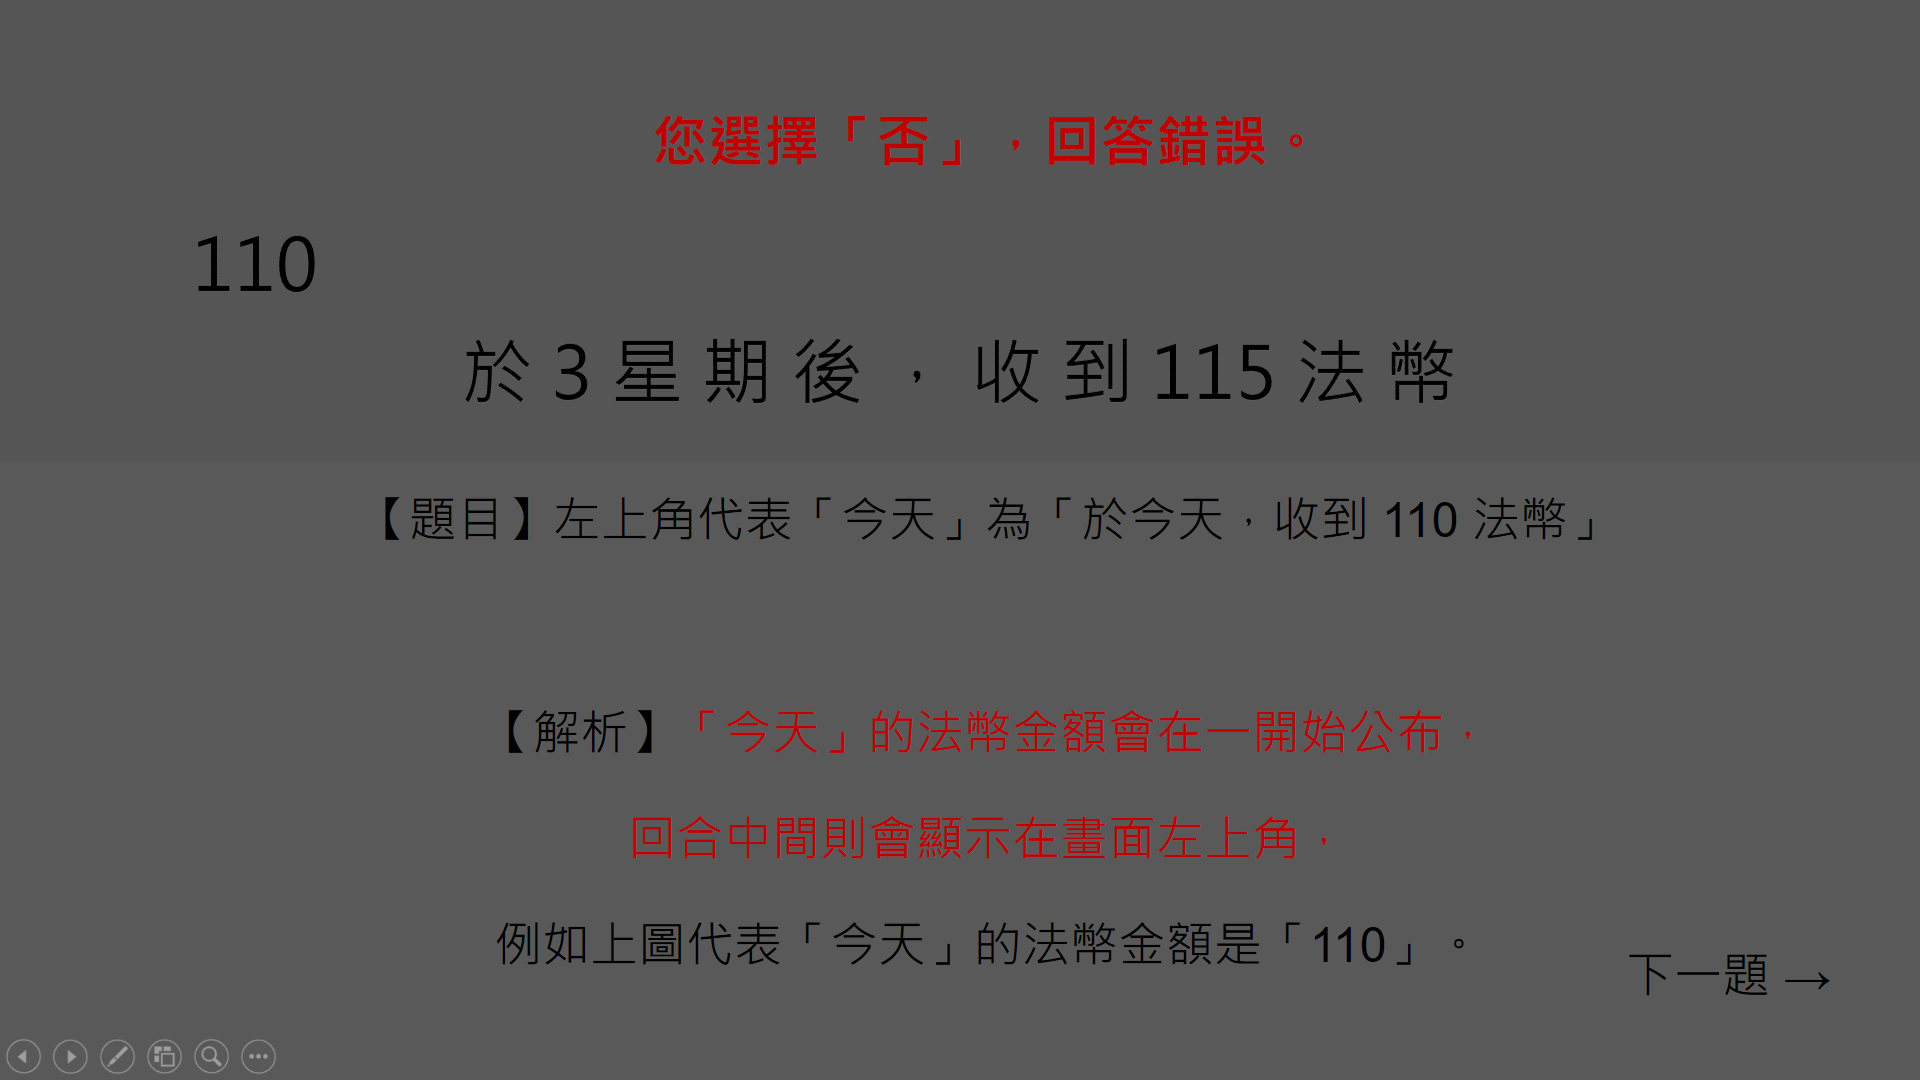 您選擇「否」，回答錯誤。
110
於3星期後，收到115法幣
【題目】左上角代表「今天」為「於今天，收到 110 法幣」
【解析】「今天」的法幣金額會在一開始公布，
回合中間則會顯示在畫面左上角，
例如上圖代表「今天」的法幣金額是「110」。
下一題 →